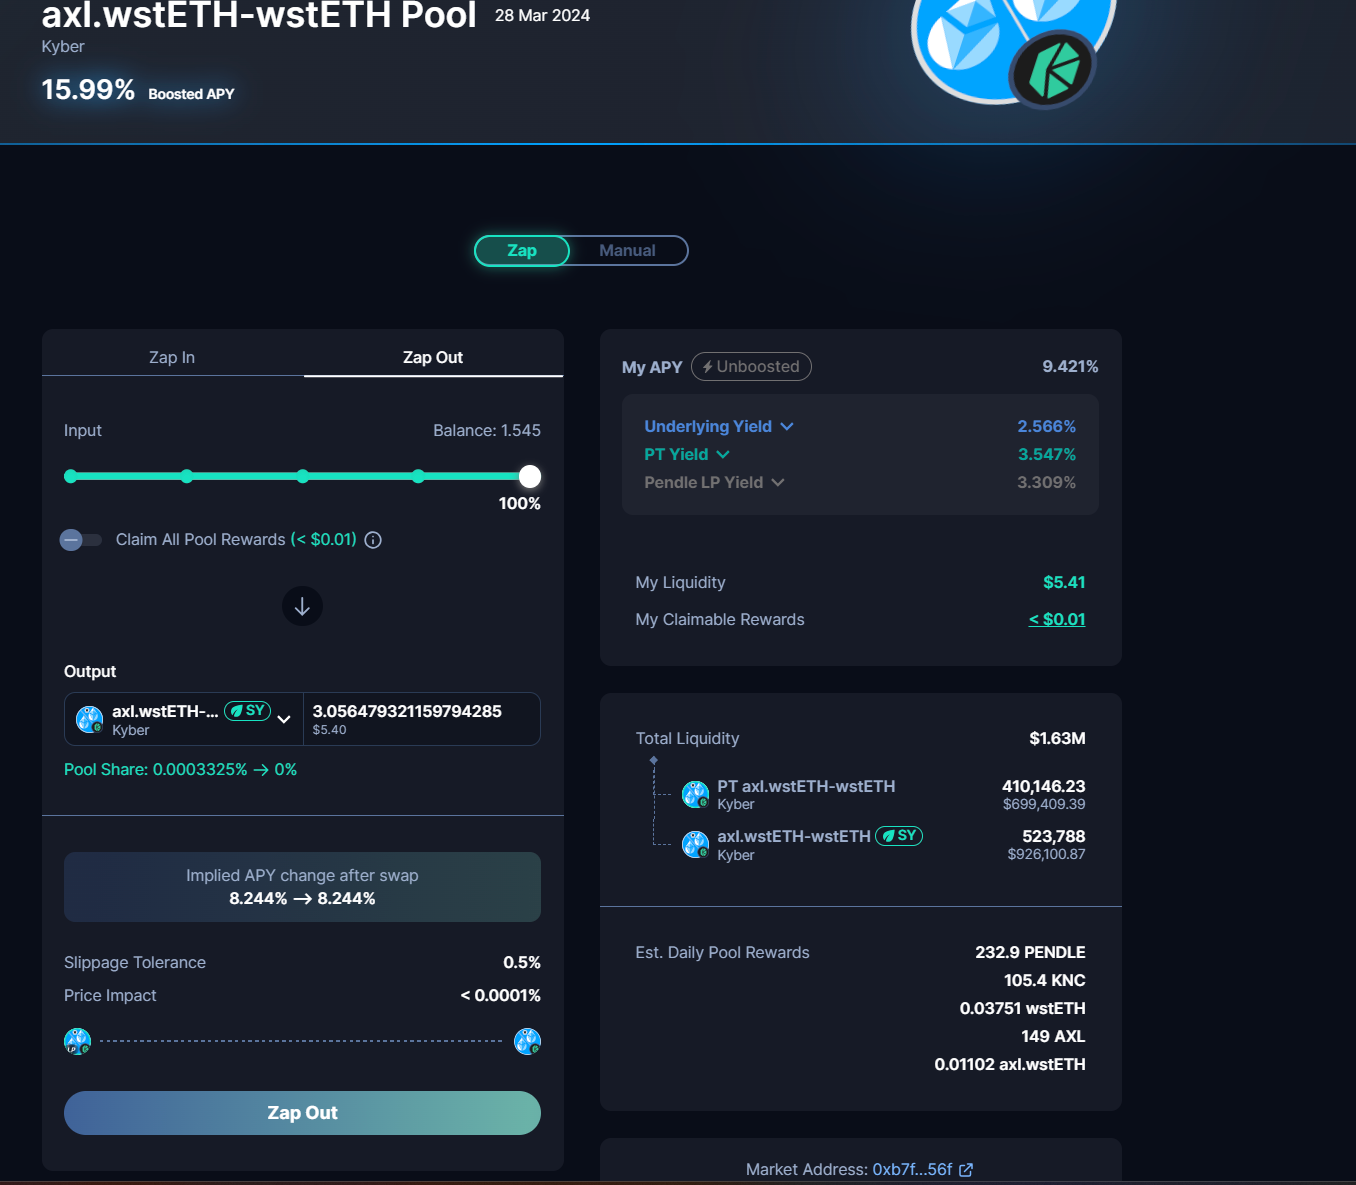 axl.wstETH-wstETH Pool 28 Mar 2024
Kyber
15.99% Boosted APY
Zap Manual
Zap In Zap Out
Input Balance: 1.545
100%
Claim All Pool Rewards (< $0.01)
Output
axl.wstETH-... SY 3.056479321159794285
Kyber $5.40
Pool Share: 0.0003325% → 0%
Implied APY change after swap
8.244% → 8.244%
Slippage Tolerance 0.5%
Price Impact < 0.0001%
LP
Zap Out
My APY Unboosted 9.421%
Underlying Yield 2.566%
PT Yield 3.547%
Pendle LP Yield 3.309%
My Liquidity $5.41
My Claimable Rewards < $0.01
Total Liquidity $1.63M
PT axl.wstETH-wstETH 410,146.23
Kyber $699,409.39
axl.wstETH-wstETH SY 523,788
Kyber $926,100.87
Est. Daily Pool Rewards 232.9 PENDLE
105.4 KNC
0.03751 wstETH
149 AXL
0.01102 axl.wstETH
Market Address: 0xb7f...56f